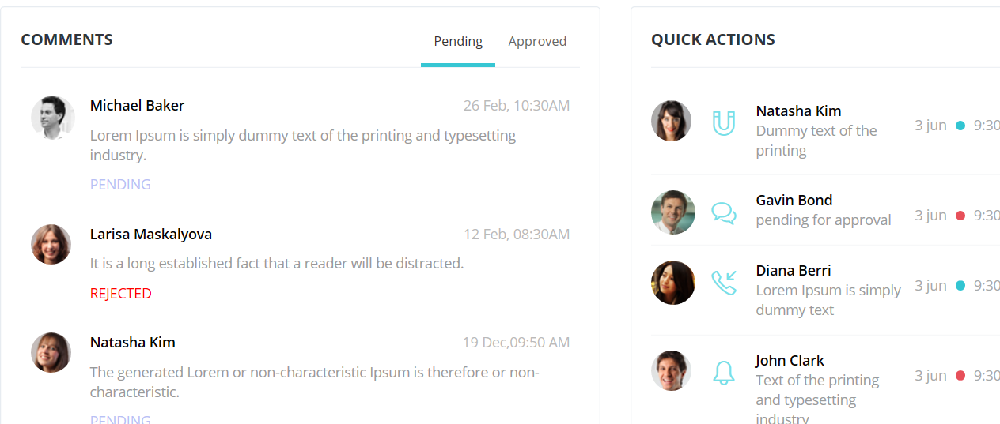 COMMENTS
Pending
Approved
Michael Baker
26 Feb, 10:30AM
Lorem Ipsum is simply dummy text of the printing and typesetting
industry.
PENDING
Larisa Maskalyova
12 Feb, 08:30AM
It is a long established fact that a reader will be distracted.
REJECTED
Natasha Kim
19 Dec,09:50 AM
The generated Lorem or non-characteristic Ipsum is therefore or non-
characteristic.
PENDING
QUICK ACTIONS
Natasha Kim
Dummy text of the
printing
3 jun
9:30
Gavin Bond
pending for approval
3 jun
9:30
Diana Berri
Lorem Ipsum is simply
dummy text
3 jun
9:30
John Clark
Text of the printing
and typesetting
industry
3 jun
9:30